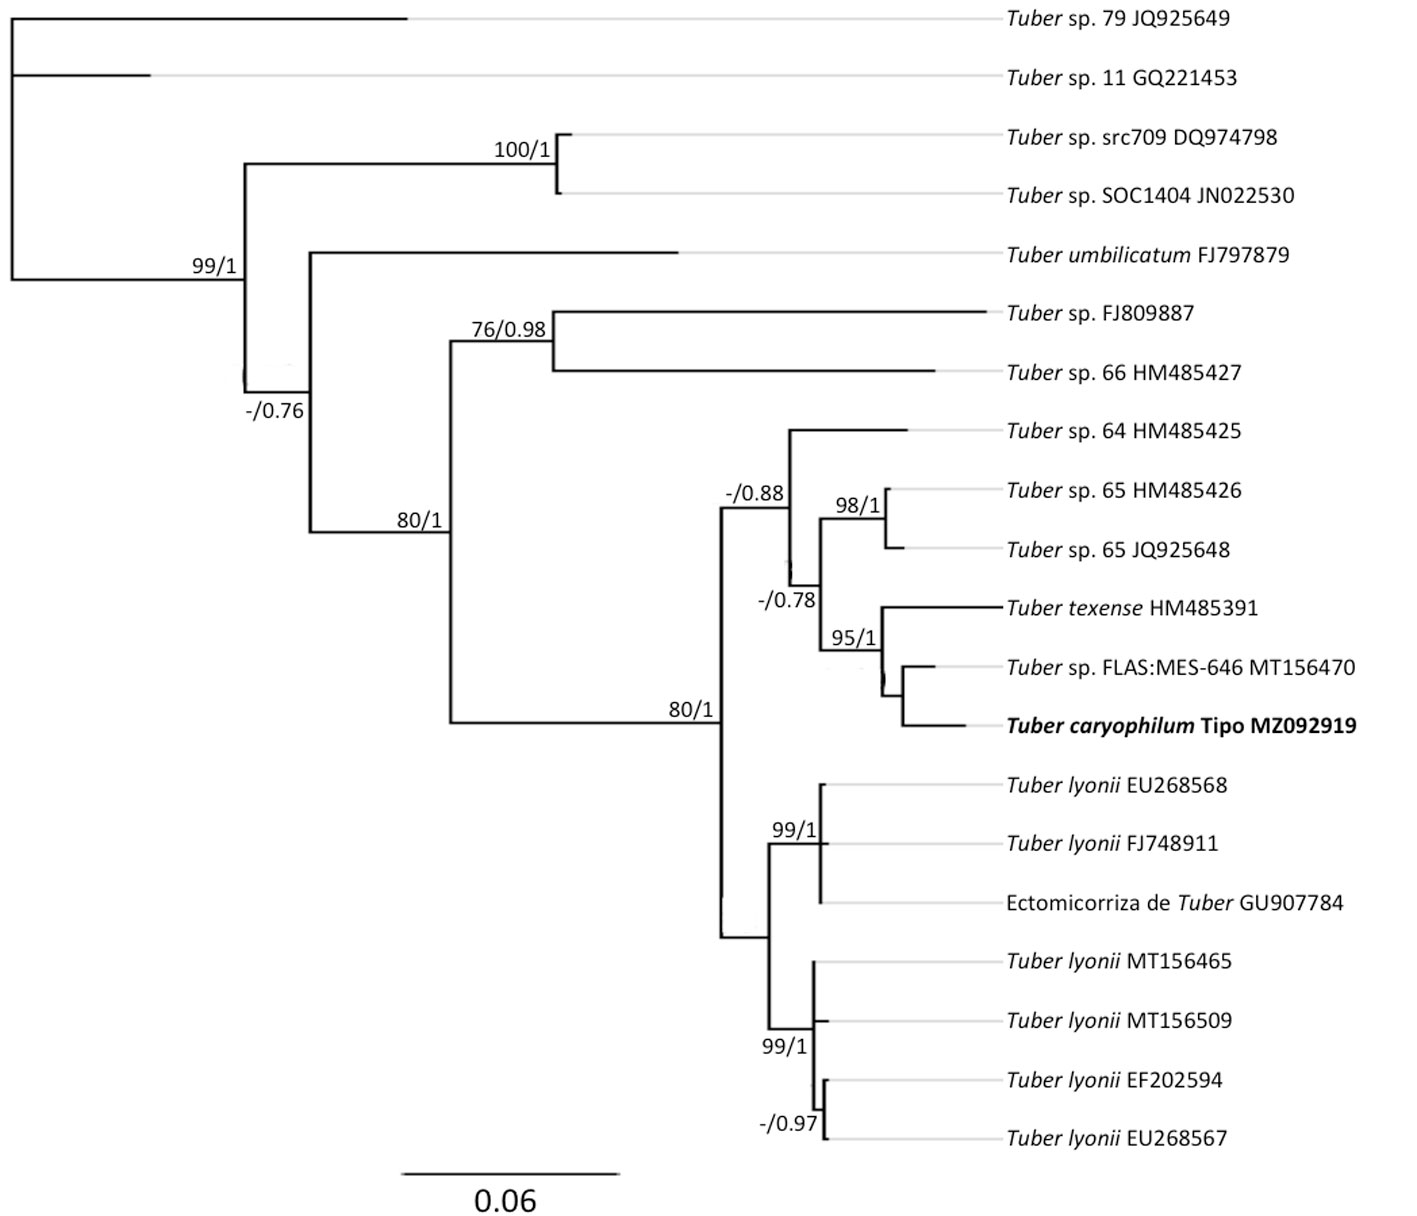 Tuber sp. 79 JQ925649
Tuber sp. 11 GQ221453
Tuber sp. src709 DQ974798
100/1
Tuber sp. SOC1404 JN022530
Tuber umbilicatum FJ797879
99/1
Tuber sp. FJ809887
76/0.98
Tuber sp. 66 HM485427
-/0.76
Tuber sp. 64 HM485425
Tuber sp. 65 HM485426
-/0.88
98/1
80/1
Tuber sp. 65 JQ925648
-/0.78
Tuber texense HM485391
95/1
Tuber sp. FLAS:MES-646 MT156470
80/1
Tuber caryophilum Tipo MZ092919
Tuber lyonii EU268568
99/1
Tuber lyonii FJ748911
Ectomicorriza de Tuber GU907784
Tuber lyonii MT156465
Tuber lyonii MT156509
99/1
Tuber lyonii EF202594
-/0.97
Tuber lyonii EU268567
0.06